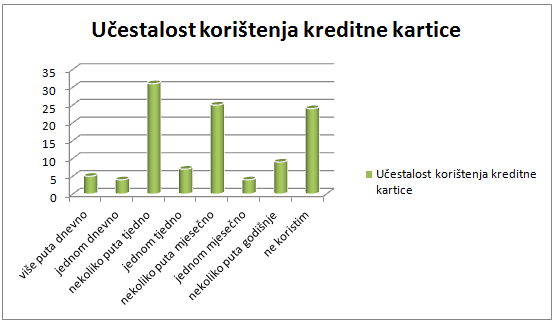 Učestalost korištenja kreditne kartice
35
30
25
20
15
10
5
0
više puta dnevno
jednom dnevno
nekoliko puta tjedno
jednom tjedno
nekoliko puta mjesečno
jednom mjesečno
nekoliko puta godišnje
ne koristim
Učestalost korištenja kreditne
kartice